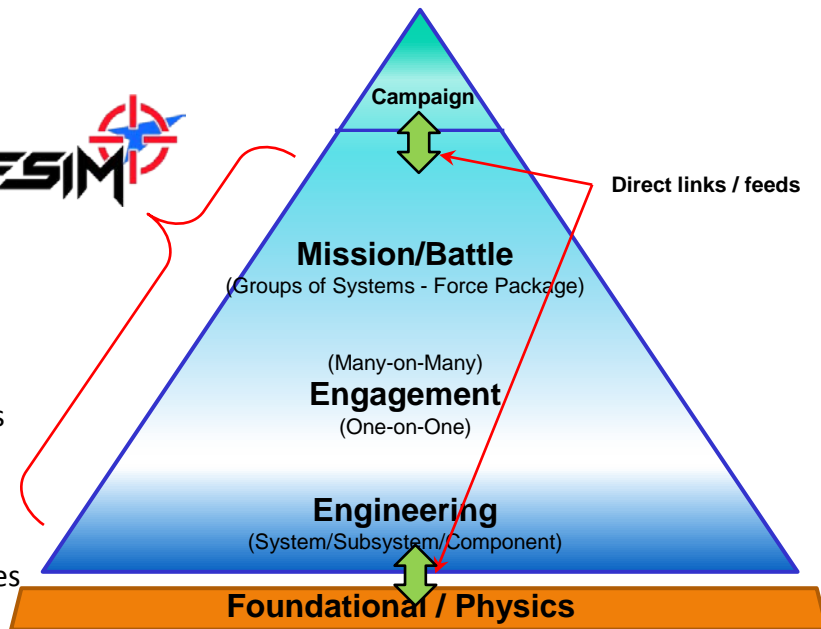 Campaign
ESIM
Direct links / feeds
Mission/Battle
(Groups of Systems - Force Package)
(Many-on-Many)
Engagement
(One-on-One)
s
Engineering
(System/Subsystem/Component)
es
Foundational / Physics